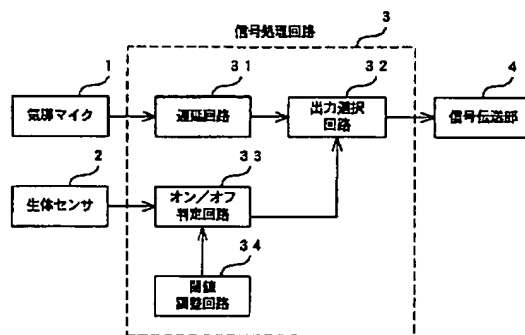 信号処理回路
3
1
31
32
4
気導マイク
遅延回路
出力選択
回路
信号伝送部
2
33
生体センサ
オン/オフ
判定回路
34
閾値
調整回路